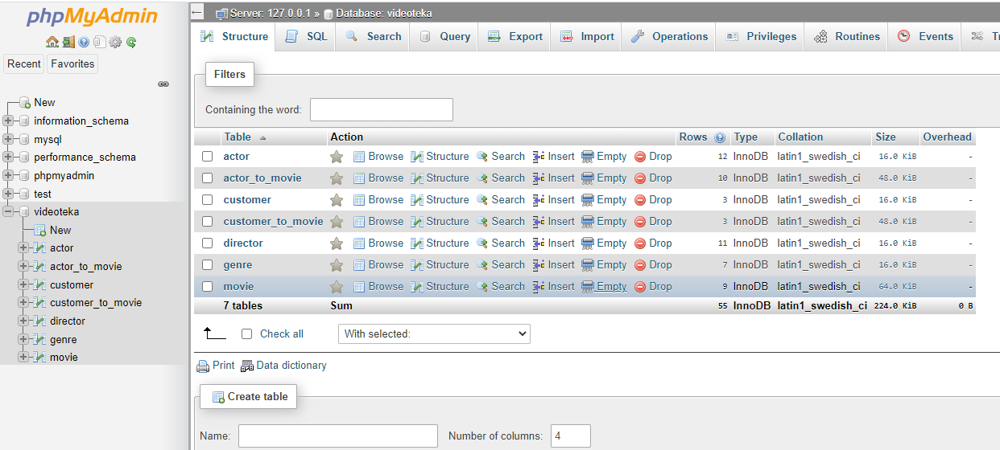 phpMyAdmin
Recent Favorites
New
information_schema
mysql
performance_schema
phpmyadmin
test
videoteka
New
actor
actor_to_movie
customer
customer_to_movie
director
genre
movie
Server: 127.0.0.1 » Database: videoteka
Structure SQL Search Query Export Import Operations Privileges Routines Events
Filters
Containing the word:
Table Action Rows Type Collation Size Overhead
actor Browse Structure Search Insert Empty Drop 12 InnoDB latin1_swedish_ci 16.0 KiB -
actor_to_movie Browse Structure Search Insert Empty Drop 10 InnoDB latin1_swedish_ci 48.0 KiB -
customer Browse Structure Search Insert Empty Drop 3 InnoDB latin1_swedish_ci 16.0 KiB -
customer_to_movie Browse Structure Search Insert Empty Drop 3 InnoDB latin1_swedish_ci 48.0 KiB -
director Browse Structure Search Insert Empty Drop 11 InnoDB latin1_swedish_ci 16.0 KiB -
genre Browse Structure Search Insert Empty Drop 7 InnoDB latin1_swedish_ci 16.0 KiB -
movie Browse Structure Search Insert Empty Drop 9 InnoDB latin1_swedish_ci 64.0 KiB -
7 tables Sum 55 InnoDB latin1_swedish_ci 224.0 KiB 0 B
Check all With selected:
Print Data dictionary
Create table
Name: Number of columns: 4